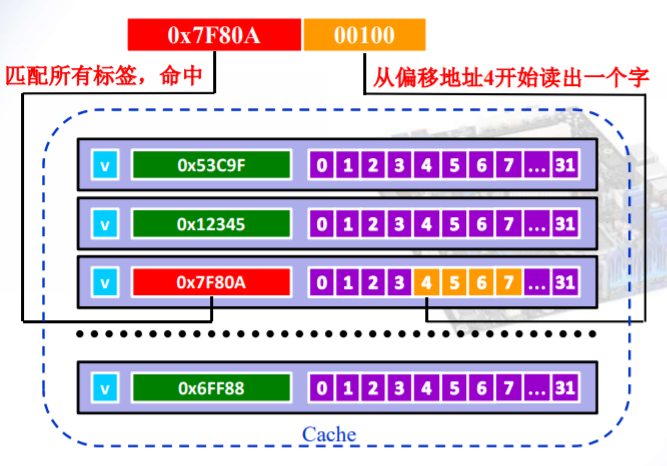 0x7F80A 00100
匹配所有标签，命中 从偏移地址4开始读出一个字
v 0x53C9F 0 1 2 3 4 5 6 7 ... 31
v 0x12345 0 1 2 3 4 5 6 7 ... 31
v 0x7F80A 0 1 2 3 4 5 6 7 ... 31
v 0x6FF88 0 1 2 3 4 5 6 7 ... 31
Cache